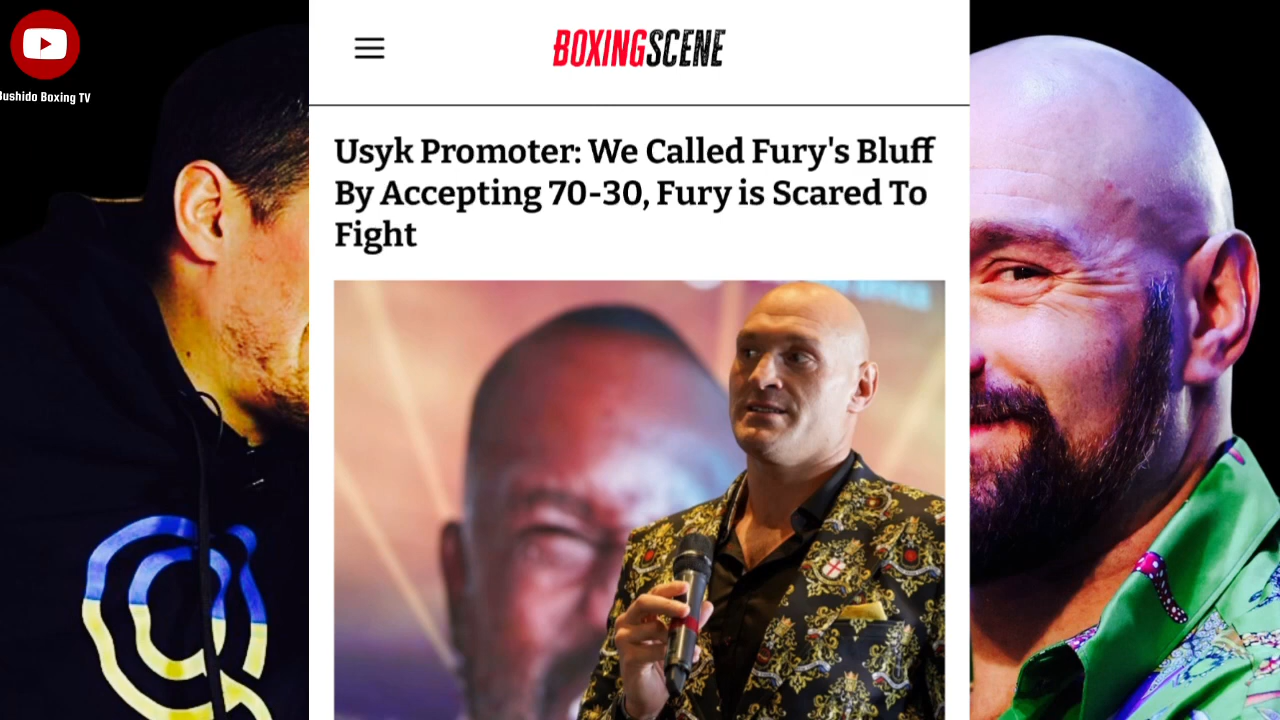 Bushido Boxing TV
BOXINGSCENE
Usyk Promoter: We Called Fury's Bluff
By Accepting 70-30, Fury is Scared To
Fight